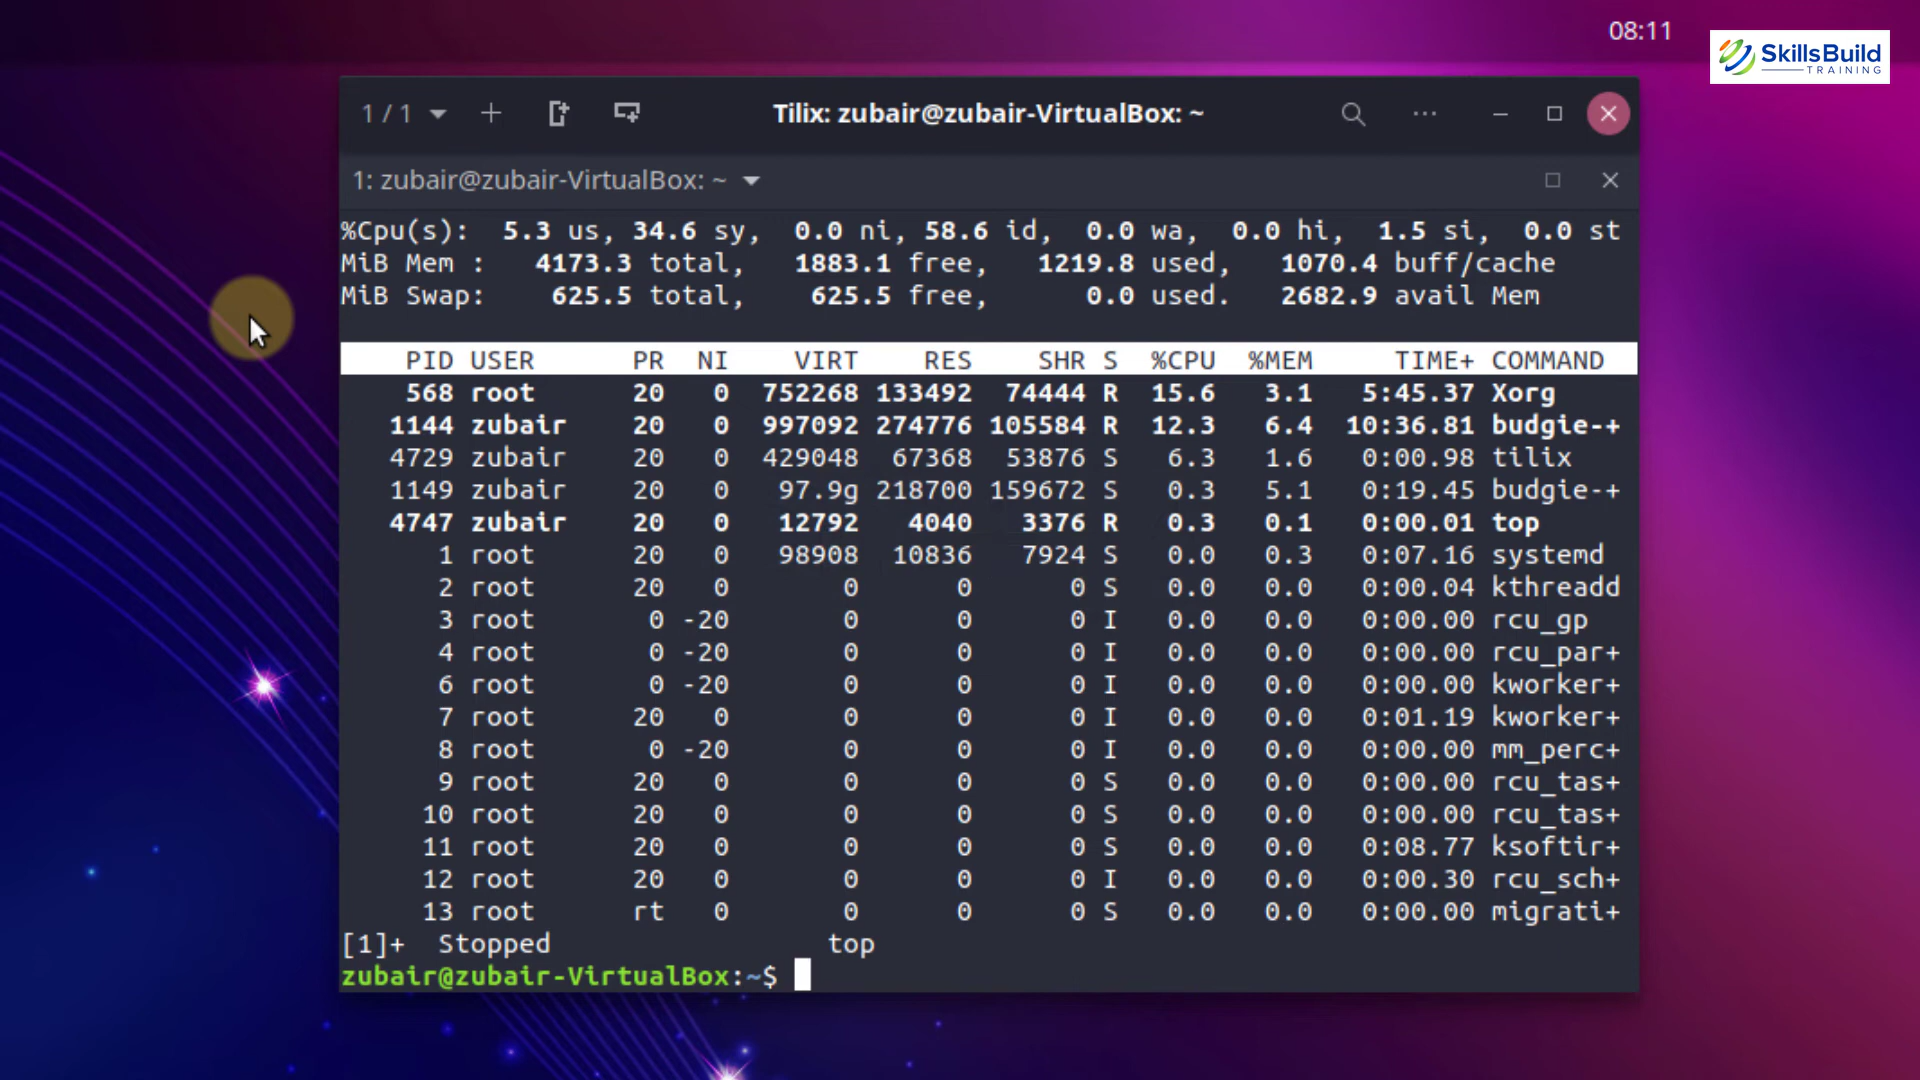 08:11
SkillsBuild
TRAINING
1 / 1
Tilix: zubair@zubair-VirtualBox: ~
1: zubair@zubair-VirtualBox: ~
%Cpu(s):  5.3 us, 34.6 sy,  0.0 ni, 58.6 id,  0.0 wa,  0.0 hi,  1.5 si,  0.0 st
MiB Mem :   4173.3 total,   1883.1 free,   1219.8 used,   1070.4 buff/cache
MiB Swap:    625.5 total,    625.5 free,      0.0 used.   2682.9 avail Mem
PID USER      PR  NI    VIRT    RES    SHR S  %CPU  %MEM     TIME+ COMMAND
568 root      20   0  752268 133492  74444 R  15.6   3.1   5:45.37 Xorg
1144 zubair    20   0  997092 274776 105584 R  12.3   6.4  10:36.81 budgie-+
4729 zubair    20   0  429048  67368  53876 S   6.3   1.6   0:00.98 tilix
1149 zubair    20   0   97.9g 218700 159672 S   0.3   5.1   0:19.45 budgie-+
4747 zubair    20   0   12792   4040   3376 R   0.3   0.1   0:00.01 top
1 root      20   0   98908  10836   7924 S   0.0   0.3   0:07.16 systemd
2 root      20   0       0      0      0 S   0.0   0.0   0:00.04 kthreadd
3 root       0 -20       0      0      0 I   0.0   0.0   0:00.00 rcu_gp
4 root       0 -20       0      0      0 I   0.0   0.0   0:00.00 rcu_par+
6 root       0 -20       0      0      0 I   0.0   0.0   0:00.00 kworker+
7 root      20   0       0      0      0 I   0.0   0.0   0:01.19 kworker+
8 root       0 -20       0      0      0 I   0.0   0.0   0:00.00 mm_perc+
9 root      20   0       0      0      0 S   0.0   0.0   0:00.00 rcu_tas+
10 root      20   0       0      0      0 S   0.0   0.0   0:00.00 rcu_tas+
11 root      20   0       0      0      0 S   0.0   0.0   0:08.77 ksoftir+
12 root      20   0       0      0      0 I   0.0   0.0   0:00.30 rcu_sch+
13 root      rt   0       0      0      0 S   0.0   0.0   0:00.00 migrati+
[1]+  Stopped                 top
zubair@zubair-VirtualBox:~$